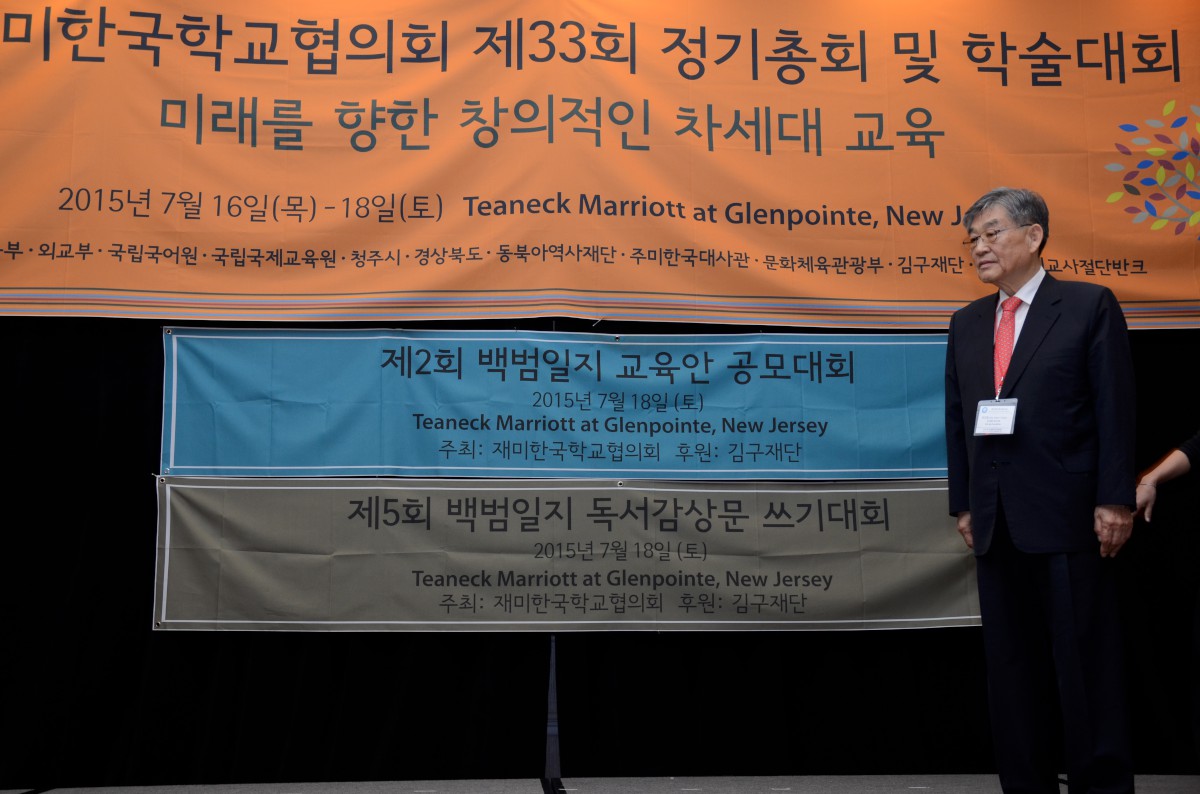 미한국학교협의회 제33회 정기총회 및 학술대회
미래를 향한 창의적인 차세대 교육
2015년 7월 16일(목) - 18일(토) Teaneck Marriott at Glenpointe, New Je
부 · 외교부 · 국립국어원 · 국립국제교육원 · 청주시 · 경상북도 · 동북아역사재단 · 주미한국대사관 · 문화체육관광부 · 김구재단 · 교사절단반크
제2회 백범일지 교육안 공모대회
2015년 7월 18일 (토)
Teaneck Marriott at Glenpointe, New Jersey
주최: 재미한국학교협의회 후원: 김구재단
제5회 백범일지 독서감상문 쓰기대회
2015년 7월 18일 (토)
Teaneck Marriott at Glenpointe, New Jersey
주최: 재미한국학교협의회 후원: 김구재단